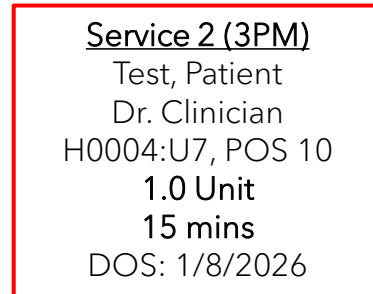 Service 2 (3PM)
Test, Patient
Dr. Clinician
H0004:U7, POS 10
1.0 Unit
15 mins
DOS: 1/8/2026